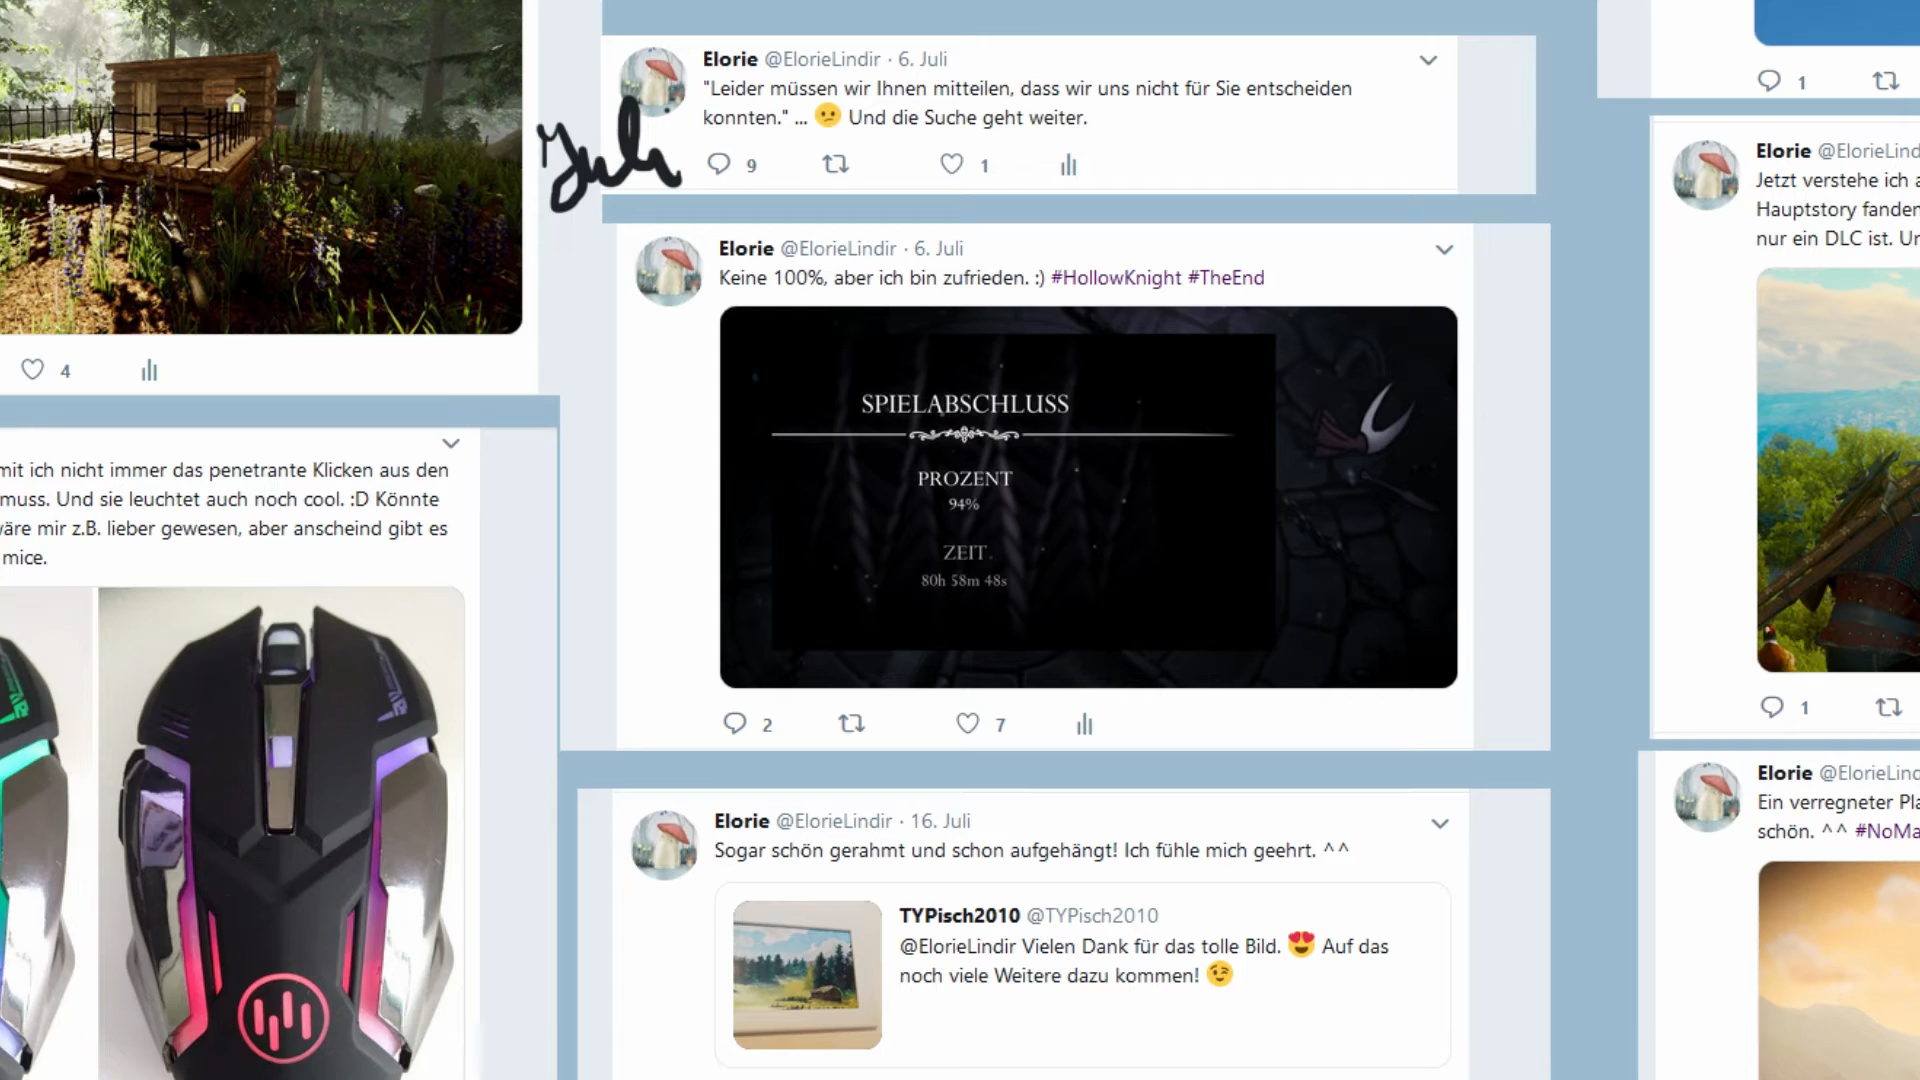 4
mit ich nicht immer das penetrante Klicken aus den
muss. Und sie leuchtet auch noch cool. :D Könnte
wäre mir z.B. lieber gewesen, aber anscheind gibt es
mice.
Juli
Elorie @ElorieLindir · 6. Juli
"Leider müssen wir Ihnen mitteilen, dass wir uns nicht für Sie entscheiden
konnten." ... 😕 Und die Suche geht weiter.
9 1
Elorie @ElorieLindir · 6. Juli
Keine 100%, aber ich bin zufrieden. :) #HollowKnight #TheEnd
SPIELABSCHLUSS
PROZENT
94%
ZEIT
80h 58m 48s
2 7
Elorie @ElorieLindir · 16. Juli
Sogar schön gerahmt und schon aufgehängt! Ich fühle mich geehrt. ^^
TYPisch2010 @TYPisch2010
@ElorieLindir Vielen Dank für das tolle Bild. 😍 Auf das
noch viele Weitere dazu kommen! 😉
1
Elorie @ElorieLind
Jetzt verstehe ich a
Hauptstory fanden
nur ein DLC ist. Un
1
Elorie @ElorieLind
Ein verregneter Pla
schön. ^^ #NoMa